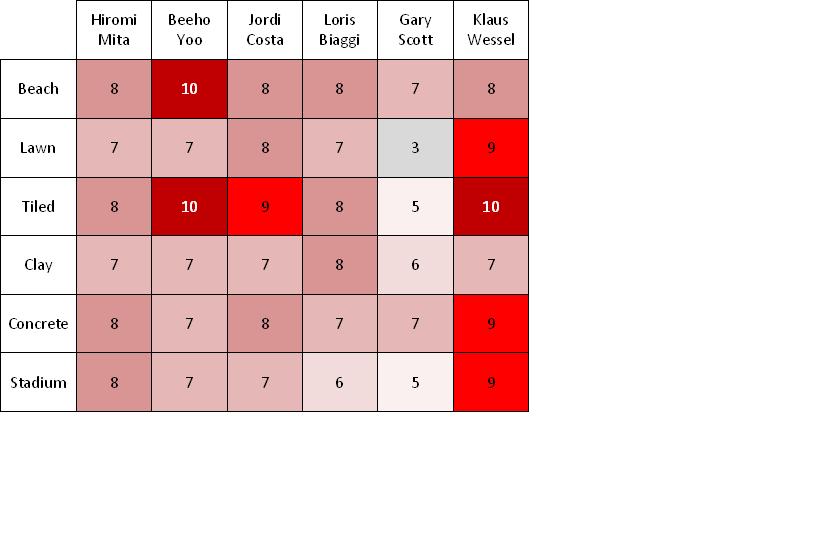 Hiromi Mita Beeho Yoo Jordi Costa Loris Biaggi Gary Scott Klaus Wessel
Beach 8 10 8 8 7 8
Lawn 7 7 8 7 3 9
Tiled 8 10 9 8 5 10
Clay 7 7 7 8 6 7
Concrete 8 7 8 7 7 9
Stadium 8 7 7 6 5 9